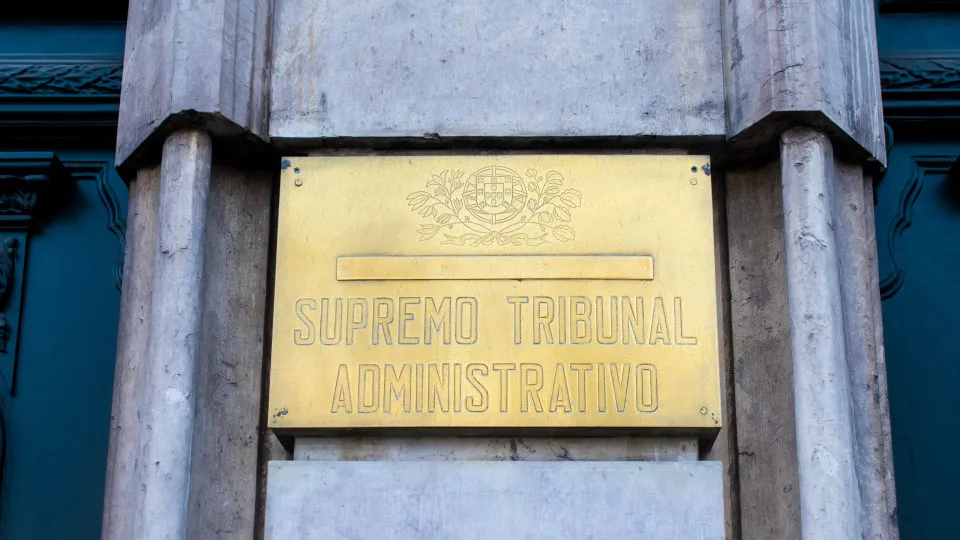 SUPREMO TRIBUNAL
ADMINISTRATIVO